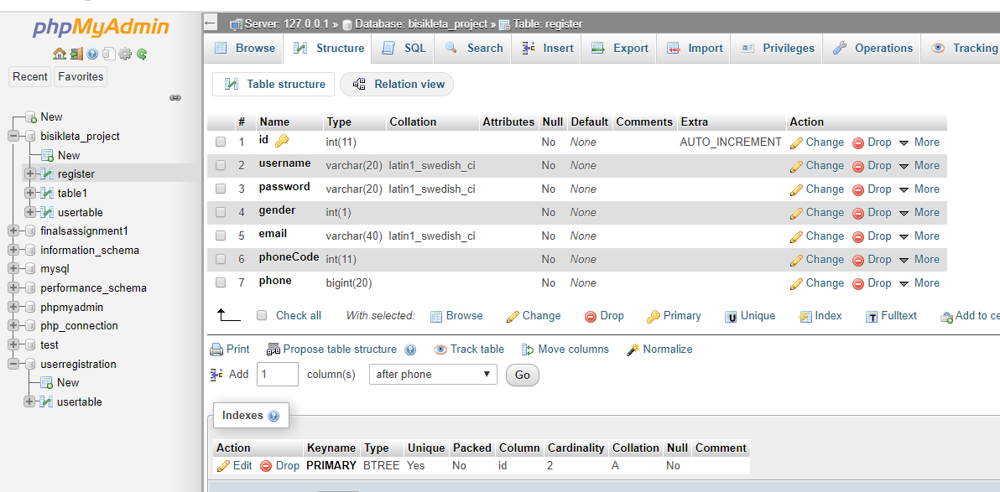 phpMyAdmin
Recent Favorites
New
bisikleta_project
New
register
table1
usertable
finalsassignment1
information_schema
mysql
performance_schema
phpmyadmin
php_connection
test
userregistration
New
usertable
Server: 127.0.0.1 » Database: bisikleta_project » Table: register
Browse Structure SQL Search Insert Export Import Privileges Operations Tracking
Table structure Relation view
# Name Type Collation Attributes Null Default Comments Extra Action
1 id int(11) No None AUTO_INCREMENT Change Drop More
2 username varchar(20) latin1_swedish_ci No None Change Drop More
3 password varchar(20) latin1_swedish_ci No None Change Drop More
4 gender int(1) No None Change Drop More
5 email varchar(40) latin1_swedish_ci No None Change Drop More
6 phoneCode int(11) No None Change Drop More
7 phone bigint(20) No None Change Drop More
Check all With selected: Browse Change Drop Primary Unique Index Fulltext Add to ce
Print Propose table structure Track table Move columns Normalize
Add 1 column(s) after phone Go
Indexes
Action Keyname Type Unique Packed Column Cardinality Collation Null Comment
Edit Drop PRIMARY BTREE Yes No id 2 A No